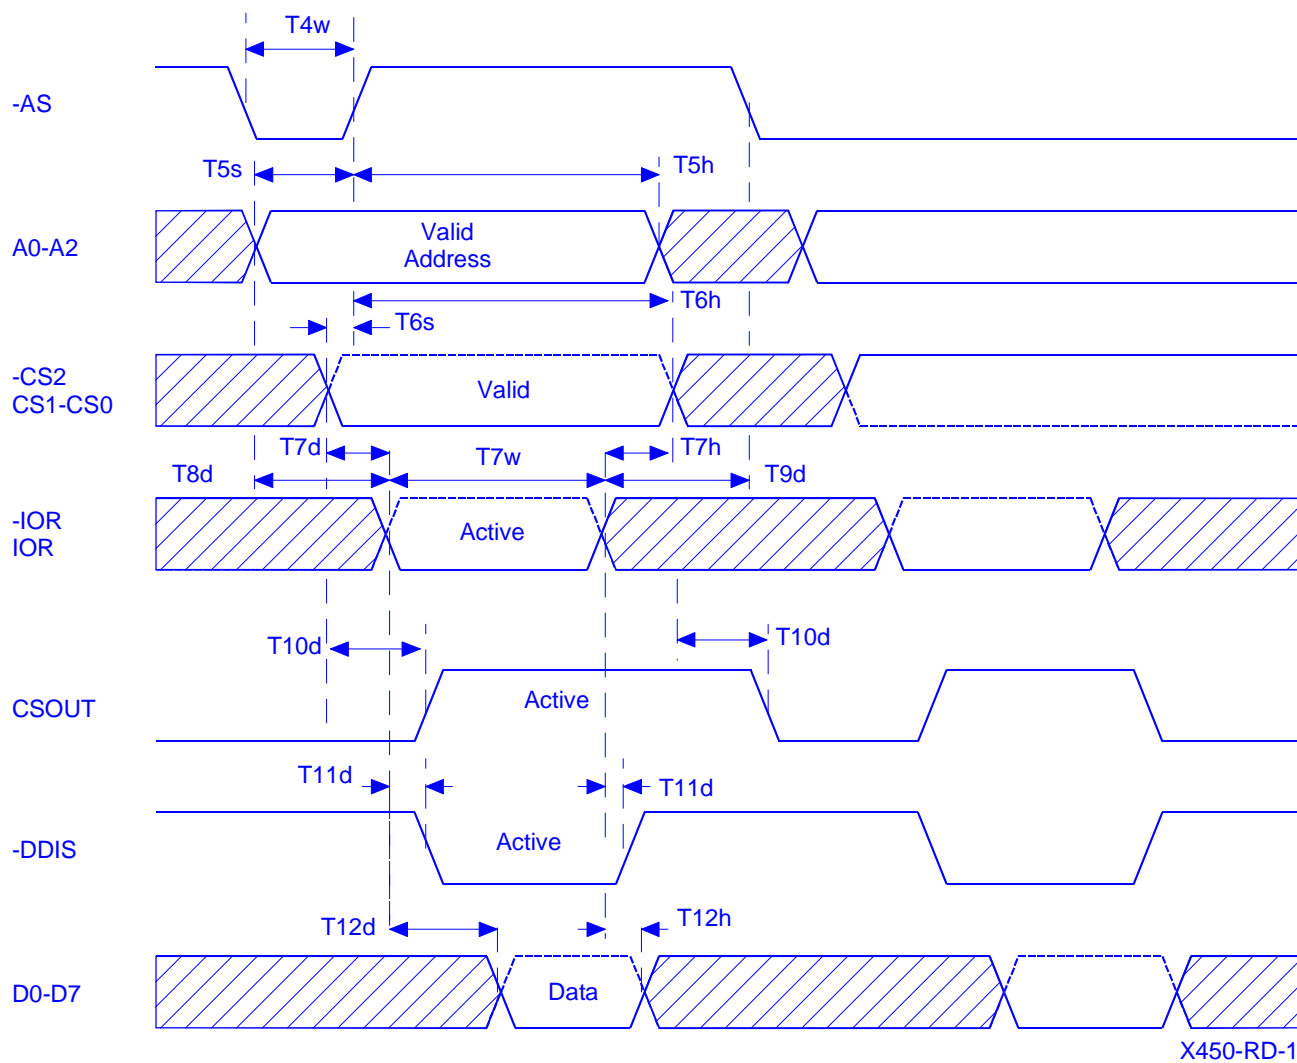 T4w
-AS
T5s
T5h
A0-A2
Valid
Address
T6h
T6s
-CS2
CS1-CS0
Valid
T7d
T7w
T7h
T8d
T9d
-IOR
IOR
Active
T10d
T10d
CSOUT
Active
T11d
T11d
-DDIS
Active
T12d
T12h
D0-D7
Data
X450-RD-1